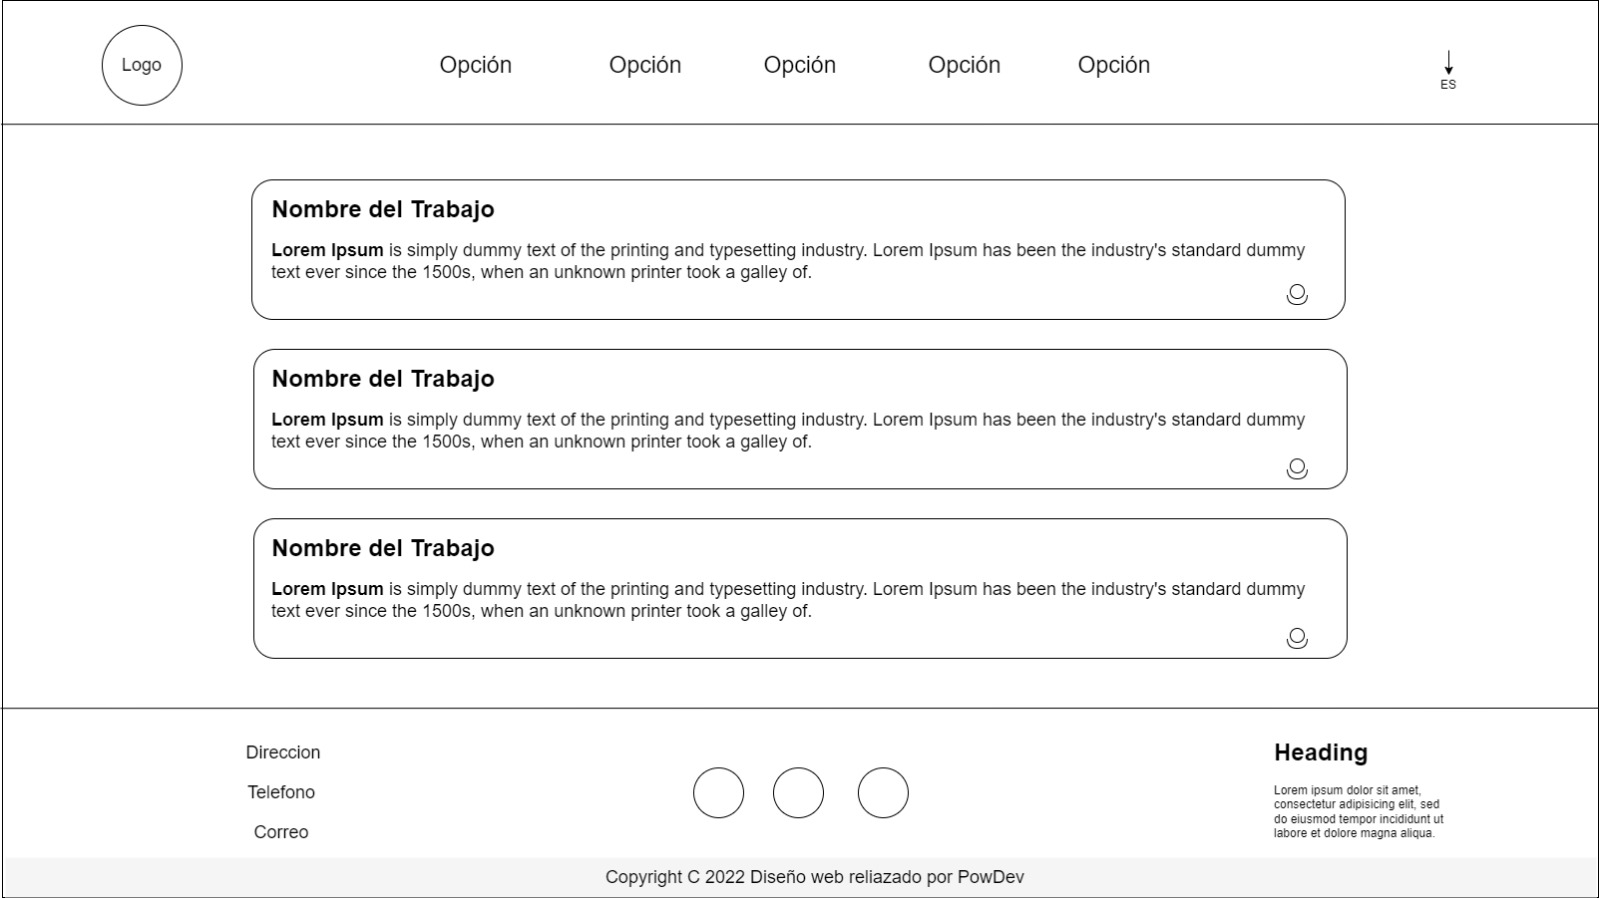 Logo
Opción
Opción
Opción
Opción
Opción
ES
Nombre del Trabajo
Lorem Ipsum is simply dummy text of the printing and typesetting industry. Lorem Ipsum has been the industry's standard dummy
text ever since the 1500s, when an unknown printer took a galley of.
Nombre del Trabajo
Lorem Ipsum is simply dummy text of the printing and typesetting industry. Lorem Ipsum has been the industry's standard dummy
text ever since the 1500s, when an unknown printer took a galley of.
Nombre del Trabajo
Lorem Ipsum is simply dummy text of the printing and typesetting industry. Lorem Ipsum has been the industry's standard dummy
text ever since the 1500s, when an unknown printer took a galley of.
Direccion
Telefono
Correo
Heading
Lorem ipsum dolor sit amet,
consectetur adipisicing elit, sed
do eiusmod tempor incididunt ut
labore et dolore magna aliqua.
Copyright C 2022 Diseño web reliazado por PowDev